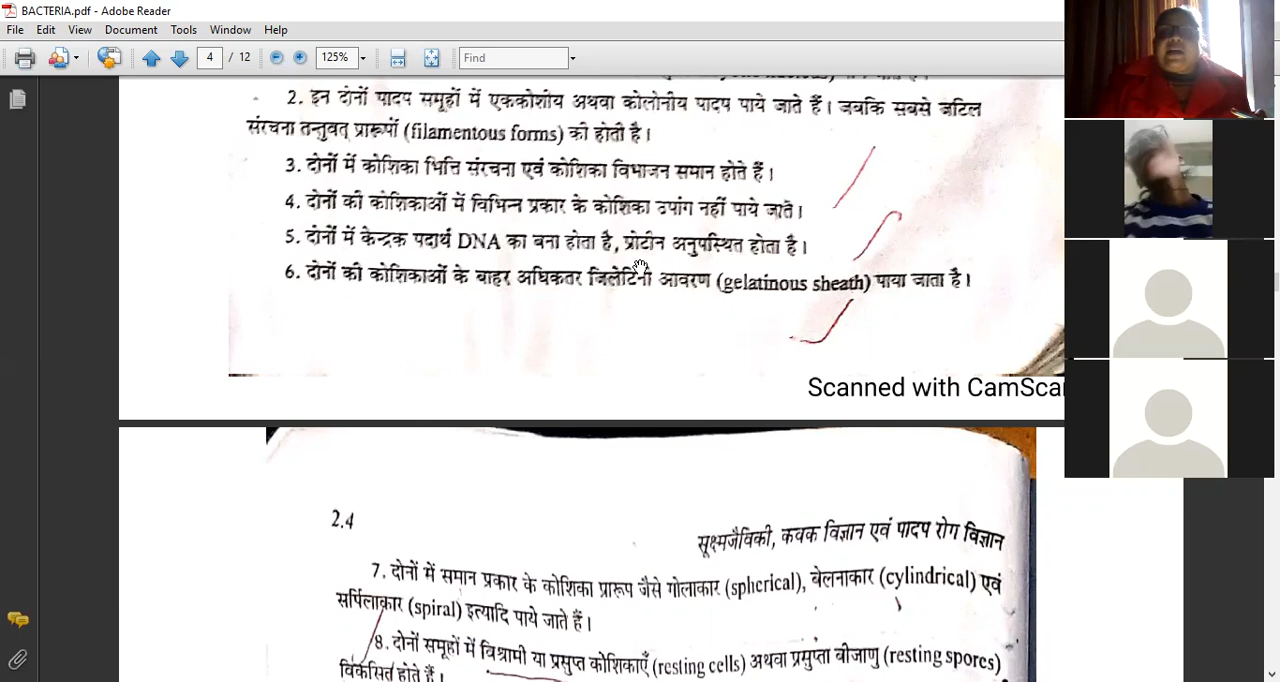 BACTERIA.pdf - Adobe Reader
File Edit View Document Tools Window Help
4 / 12 125% Find
2. इन दोनों पादप समूहों में एककोशीय अथवा कोलोनीय पादप पाये जाते हैं। जबकि सबसे जटिल
संरचना तन्तुवत् प्रारूपों (filamentous forms) की होती है।
3. दोनों में कोशिका भित्ति संरचना एवं कोशिका विभाजन समान होते हैं।
4. दोनों की कोशिकाओं में विभिन्न प्रकार के कोशिका उपांग नहीं पाये जाते।
5. दोनों में केन्द्रक पदार्थ DNA का बना होता है, प्रोटीन अनुपस्थित होता है।
6. दोनों की कोशिकाओं के बाहर अधिकतर जिलेटिनी आवरण (gelatinous sheath) पाया जाता है।
Scanned with CamScan
2.4
सूक्ष्मजैविकी, कवक विज्ञान एवं पादप रोग विज्ञान
7. दोनों में समान प्रकार के कोशिका प्रारूप जैसे गोलाकार (spherical), बेलनाकार (cylindrical) एवं
सर्पिलाकार (spiral) इत्यादि पाये जाते हैं।
8. दोनों समूहों में विश्रामी या प्रसुप्त कोशिकाएँ (resting cells) अथवा प्रसुप्ता बीजाणु (resting spores)
विकसित होते हैं।